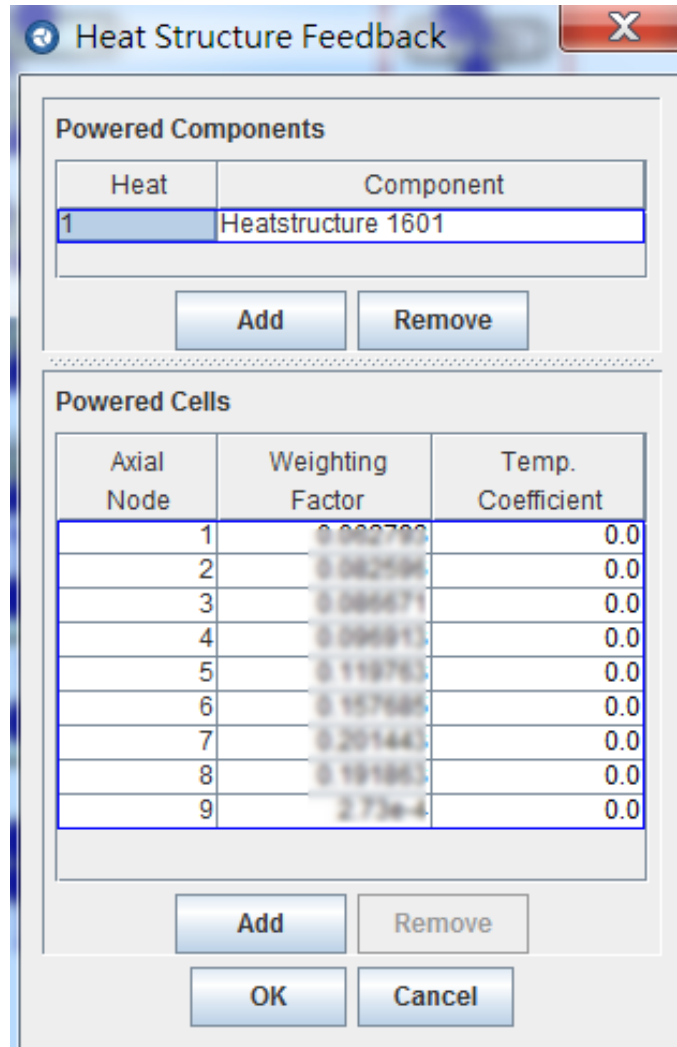 Heat Structure Feedback
Powered Components
Heat Component
1 Heatstructure 1601
Add Remove
Powered Cells
Axial Node Weighting Factor Temp. Coefficient
1 0.0
2 0.0
3 0.0
4 0.0
5 0.0
6 0.0
7 0.0
8 0.0
9 0.0
Add Remove
OK Cancel